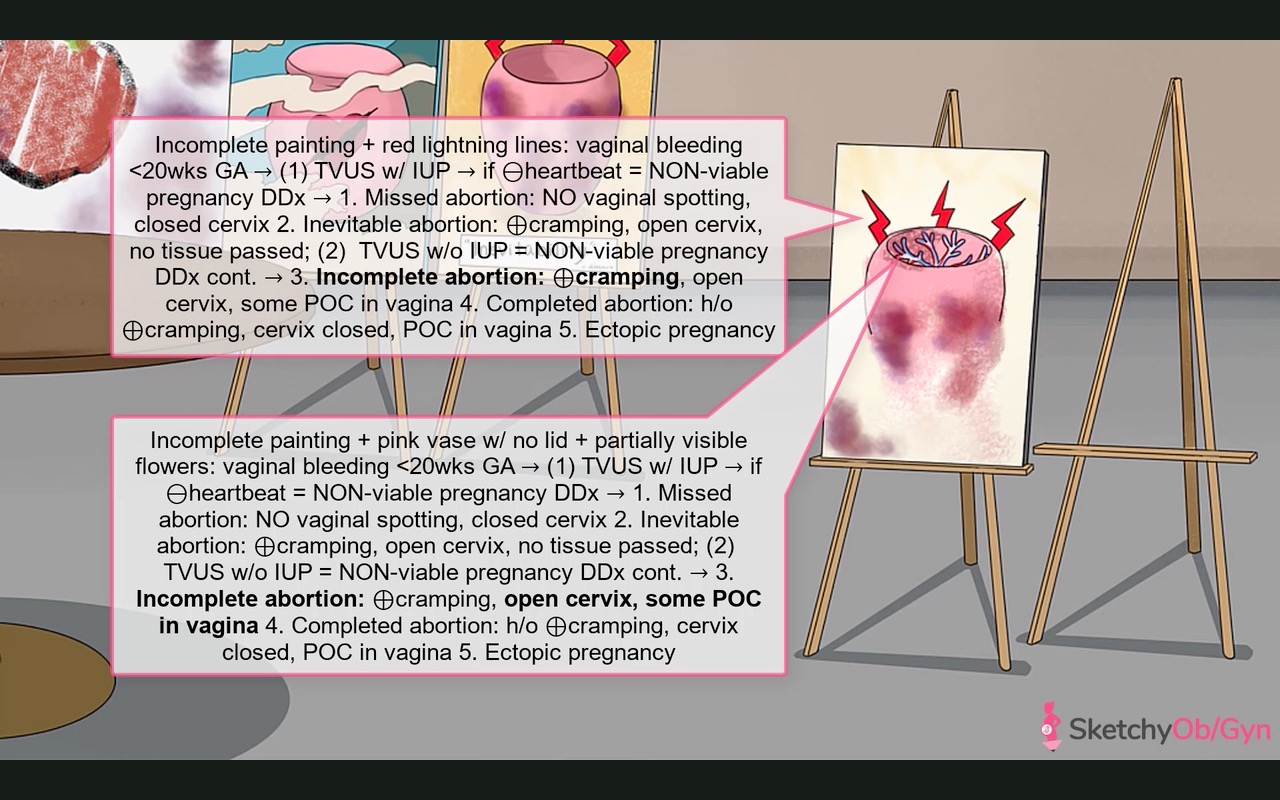 Incomplete painting + red lightning lines: vaginal bleeding
<20wks GA → (1) TVUS w/ IUP → if ⊖heartbeat = NON-viable
pregnancy DDx → 1. Missed abortion: NO vaginal spotting,
closed cervix 2. Inevitable abortion: ⊕cramping, open cervix,
no tissue passed; (2)  TVUS w/o IUP = NON-viable pregnancy
DDx cont. → 3. Incomplete abortion: ⊕cramping, open
cervix, some POC in vagina 4. Completed abortion: h/o
⊕cramping, cervix closed, POC in vagina 5. Ectopic pregnancy
Incomplete painting + pink vase w/ no lid + partially visible
flowers: vaginal bleeding <20wks GA → (1) TVUS w/ IUP → if
⊖heartbeat = NON-viable pregnancy DDx → 1. Missed
abortion: NO vaginal spotting, closed cervix 2. Inevitable
abortion: ⊕cramping, open cervix, no tissue passed; (2)
TVUS w/o IUP = NON-viable pregnancy DDx cont. → 3.
Incomplete abortion: ⊕cramping, open cervix, some POC
in vagina 4. Completed abortion: h/o ⊕cramping, cervix
closed, POC in vagina 5. Ectopic pregnancy
SketchyOb/Gyn